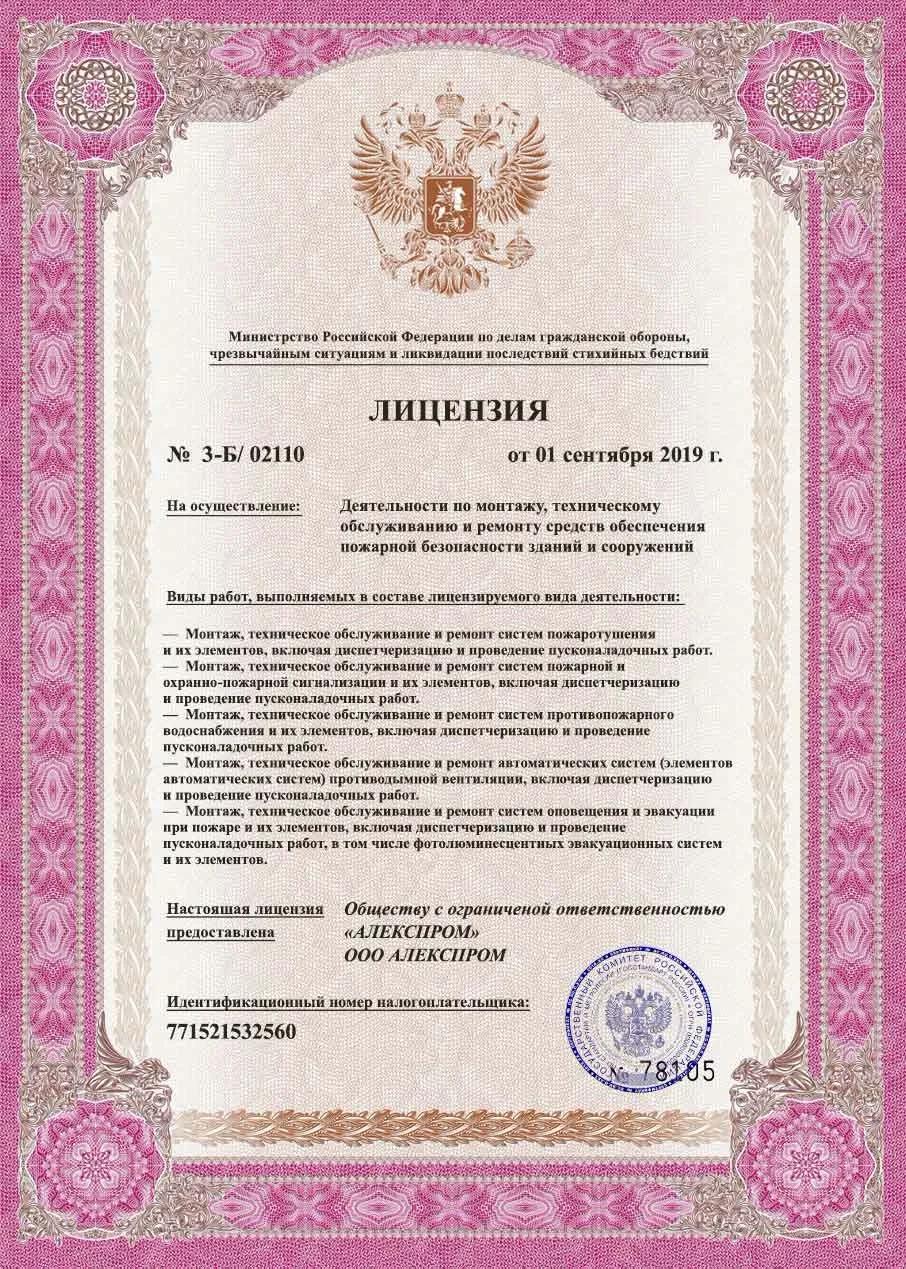 Министрство Российской Федерации по делам гражданской обороны,
чрезвычайным ситуациям и ликвидации последствий стихийных бедствий
ЛИЦЕНЗИЯ
№ 3-Б/ 02110 от 01 сентября 2019 г.
На осуществление: Деятельности по монтажу, техническому
обслуживанию и ремонту средств обеспечения
пожарной безопасности зданий и сооружений
Виды работ, выполняемых в составе лицензируемого вида деятельности:
— Монтаж, техническое обслуживание и ремонт систем пожаротушения
и их элементов, включая диспетчеризацию и проведение пусконаладочных работ.
— Монтаж, техническое обслуживание и ремонт систем пожарной и
охранно-пожарной сигнализации и их элементов, включая диспетчеризацию
и проведение пусконаладочных работ.
— Монтаж, техническое обслуживание и ремонт систем противопожарного
водоснабжения и их элементов, включая диспетчеризацию и проведение
пусконаладочных работ.
— Монтаж, техническое обслуживание и ремонт автоматических систем (элементов
автоматических систем) противодымной вентиляции, включая диспетчеризацию
и проведение пусконаладочных работ.
— Монтаж, техническое обслуживание и ремонт систем оповещения и эвакуации
при пожаре и их элементов, включая диспетчеризацию и проведение
пусконаладочных работ, в том числе фотолюминесцентных эвакуационных систем
и их элементов.
Настоящая лицензия Обществу с ограниченой ответственностью
предоставлена «АЛЕКСПРОМ»
ООО АЛЕКСПРОМ
Идентификационный номер налогоплательщика:
771521532560
ГОСУДАРСТВЕННЫЙ КОМИТЕТ РОССИЙСКОЙ ФЕДЕРАЦИИ
№ 78105